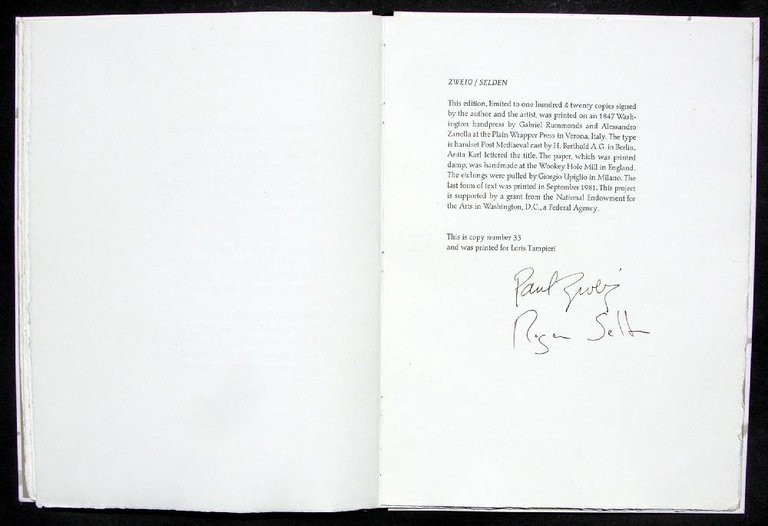 ZWEIG / SELDEN
This edition, limited to one hundred & twenty copies signed
by the author and the artist, was printed on an 1847 Wash-
ington handpress by Gabriel Rummonds and Alessandro
Zanella at the Plain Wrapper Press in Verona, Italy. The type
is handset Post Mediaeval cast by H. Berthold A.G. in Berlin.
Anita Karl lettered the title. The paper, which was printed
damp, was handmade at the Wookey Hole Mill in England.
The etchings were pulled by Giorgio Upiglio in Milano. The
last form of text was printed in September 1981. This project
is supported by a grant from the National Endowment for
the Arts in Washington, D.C., a Federal Agency.
This is copy number 33
and was printed for Loris Tampieri
Paul Zweig
Roger Selden